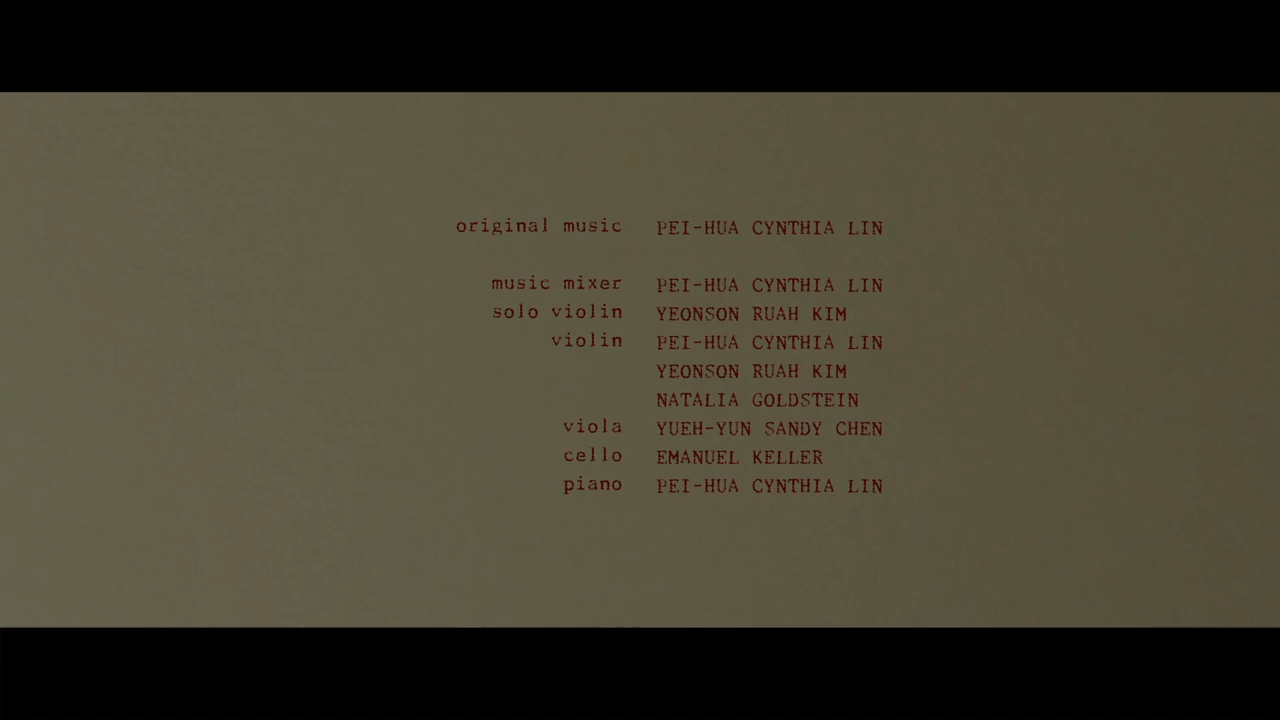 original music PEI-HUA CYNTHIA LIN
music mixer PEI-HUA CYNTHIA LIN
solo violin YEONSON RUAH KIM
violin PEI-HUA CYNTHIA LIN
YEONSON RUAH KIM
NATALIA GOLDSTEIN
viola YUEH-YUN SANDY CHEN
cello EMANUEL KELLER
piano PEI-HUA CYNTHIA LIN